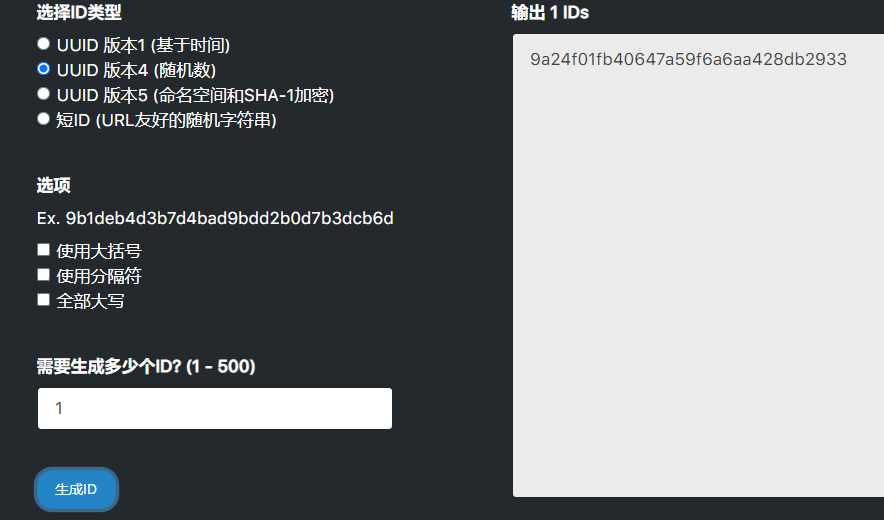 选择ID类型
UUID 版本1 (基于时间)
UUID 版本4 (随机数)
UUID 版本5 (命名空间和SHA-1加密)
短ID (URL友好的随机字符串)
选项
Ex. 9b1deb4d3b7d4bad9bdd2b0d7b3dcb6d
使用大括号
使用分隔符
全部大写
需要生成多少个ID? (1 - 500)
1
生成ID
输出 1 IDs
9a24f01fb40647a59f6a6aa428db2933